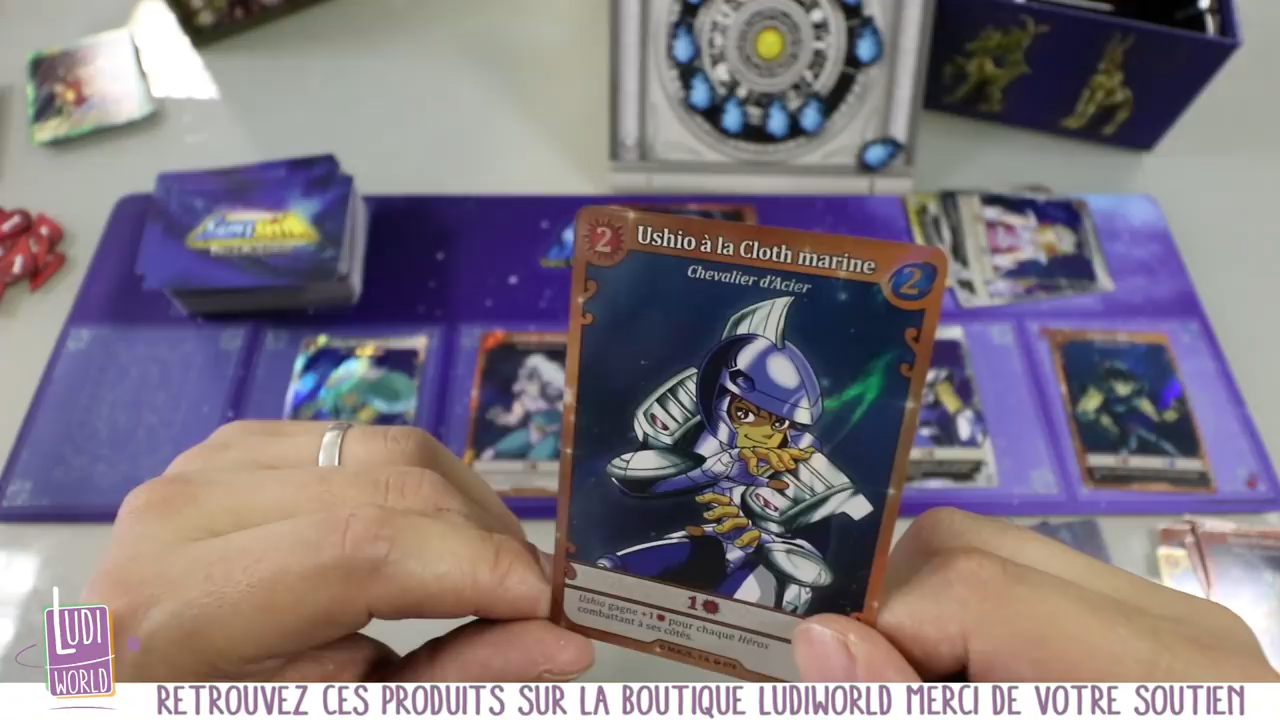 2
Ushio à la Cloth marine
2
Chevalier d'Acier
1
Ushio gagne +1 pour chaque Héros
combattant à ses côtés.
LUDI
WORLD
RETROUVEZ CES PRODUITS SUR LA BOUTIQUE LUDIWORLD MERCI DE VOTRE SOUTIEN